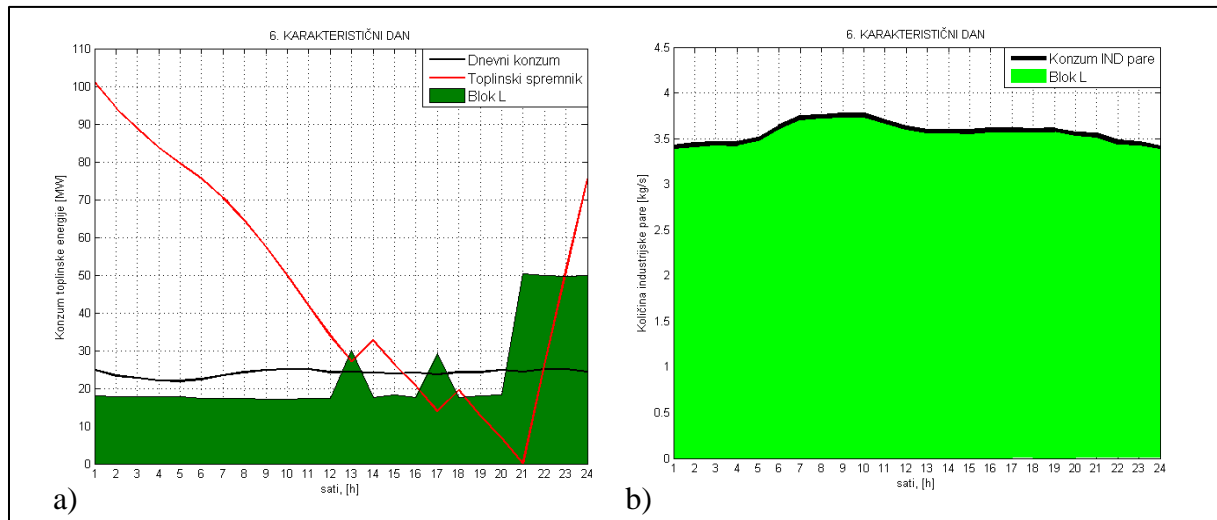 6. KARAKTERISTIČNI DAN
Konzum toplinske energije [MW]
110
100
90
80
70
60
50
40
30
20
10
0
Dnevni konzum
Toplinski spremnik
Blok L
1 2 3 4 5 6 7 8 9 10 11 12 13 14 15 16 17 18 19 20 21 22 23 24
sati, [h]
a)
6. KARAKTERISTIČNI DAN
Količina industrijske pare [kg/s]
4.5
4
3.5
3
2.5
2
1.5
1
0.5
0
Konzum IND pare
Blok L
1 2 3 4 5 6 7 8 9 10 11 12 13 14 15 16 17 18 19 20 21 22 23 24
sati, [h]
b)